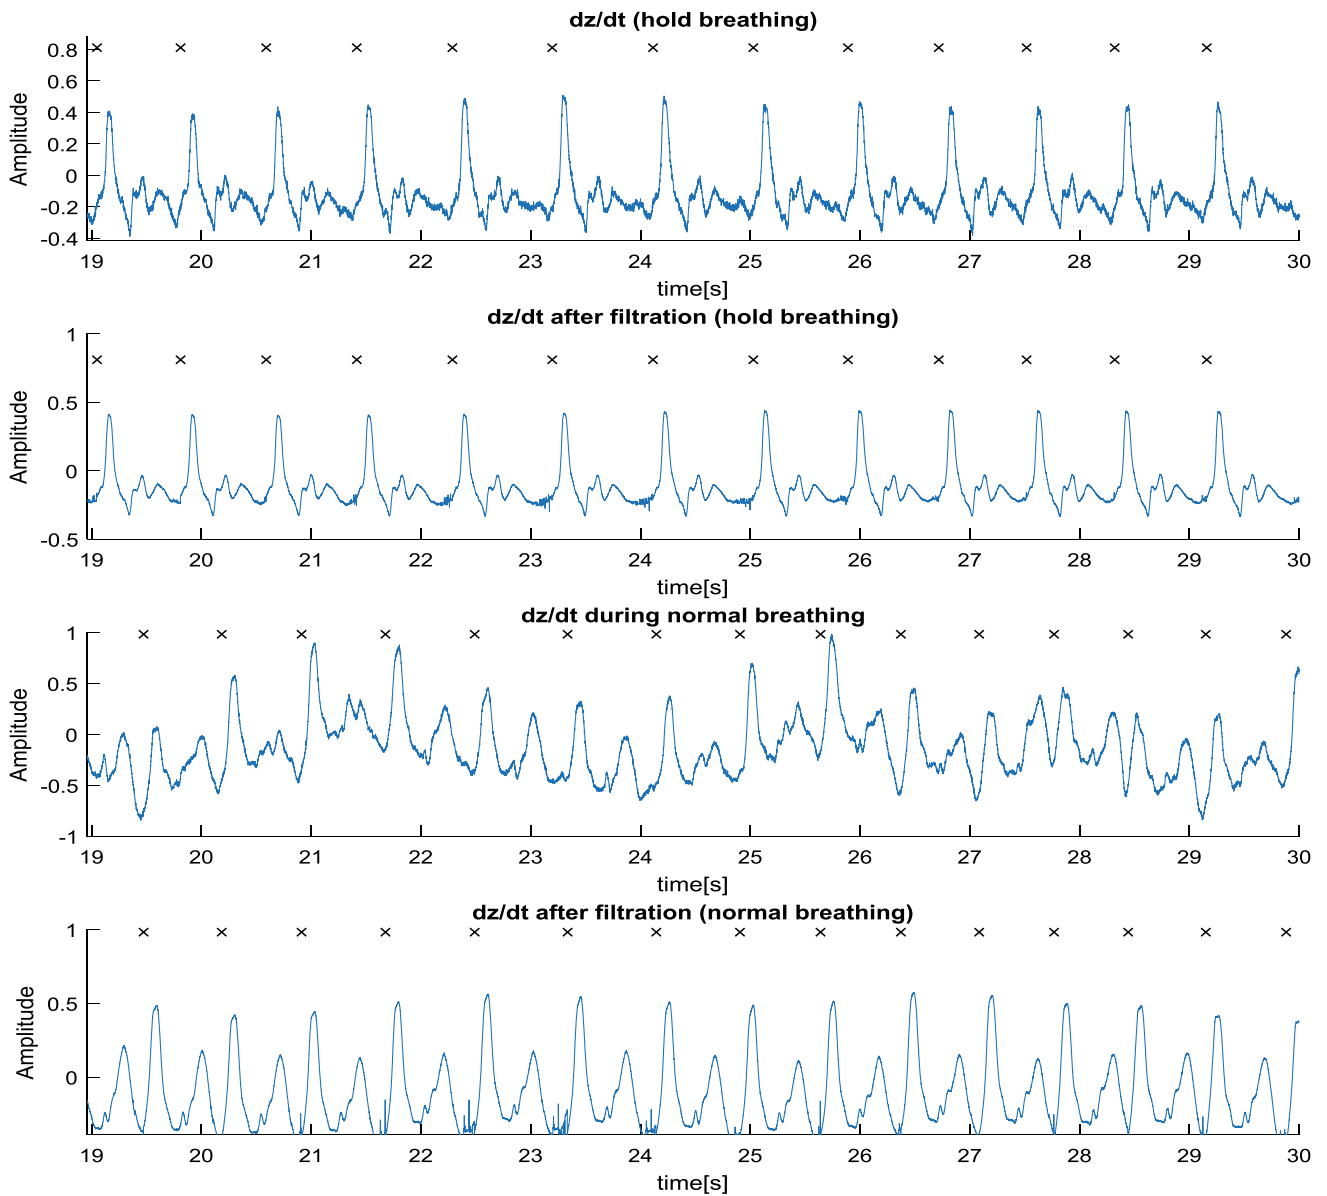 dz/dt (hold breathing)
0.8
0.6
0.4
0.2
0
-0.2
-0.4
Amplitude
19 20 21 22 23 24 25 26 27 28 29 30
time[s]
dz/dt after filtration (hold breathing)
1
0.5
0
-0.5
Amplitude
19 20 21 22 23 24 25 26 27 28 29 30
time[s]
dz/dt during normal breathing
1
0.5
0
-0.5
-1
Amplitude
19 20 21 22 23 24 25 26 27 28 29 30
time[s]
dz/dt after filtration (normal breathing)
1
0.5
0
Amplitude
19 20 21 22 23 24 25 26 27 28 29 30
time[s]